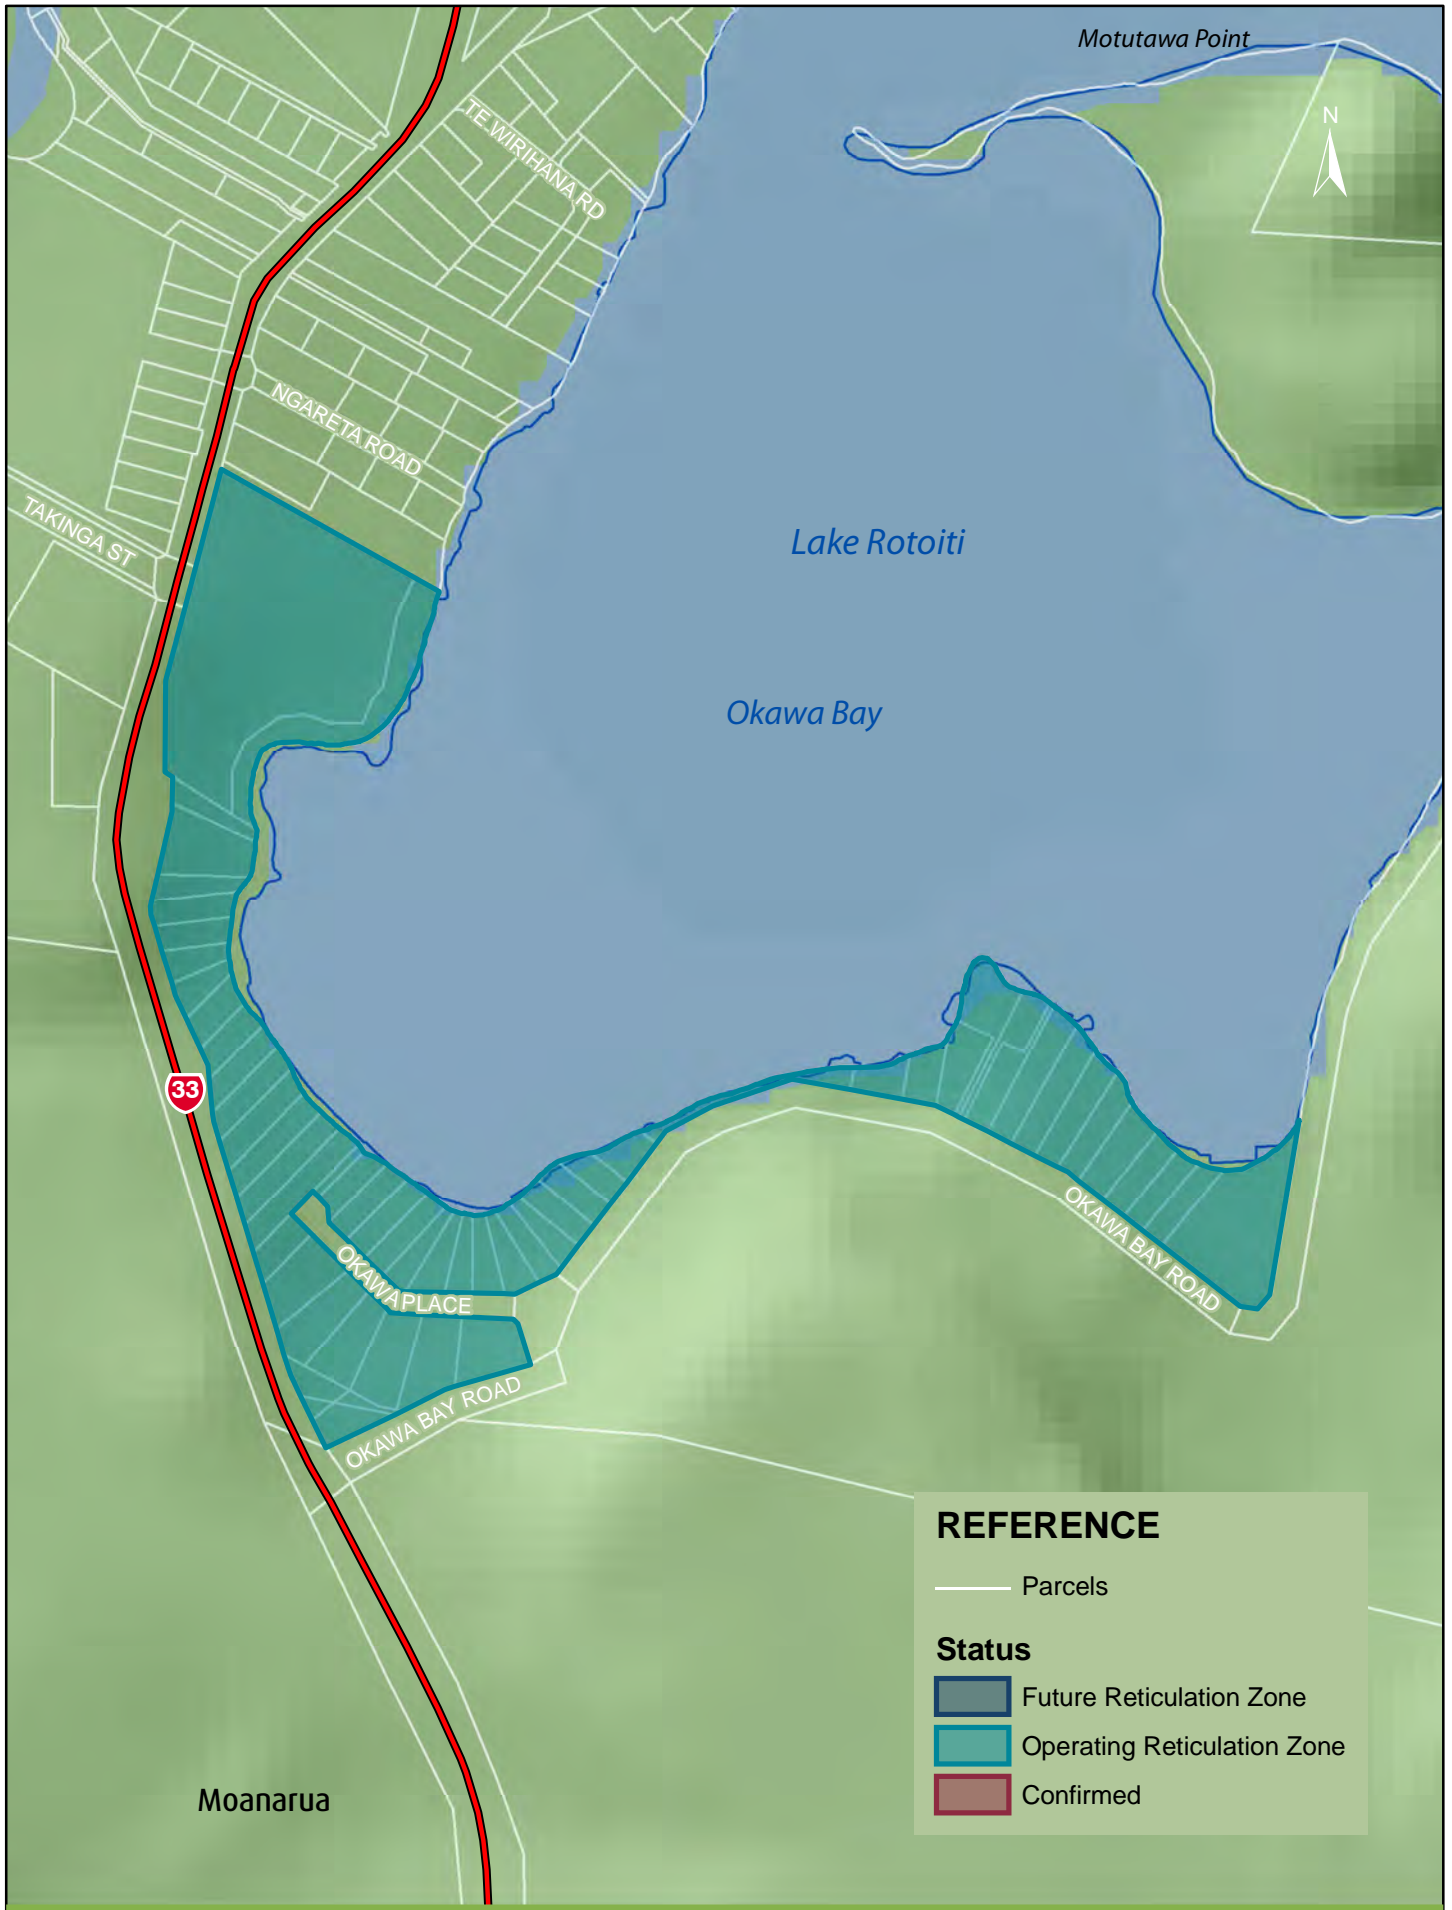 Motutawa Point
N
TE WIRIHANA RD
NGARETA ROAD
TAKINGA ST
Lake Rotoiti
Okawa Bay
33
OKAWA PLACE
OKAWA BAY ROAD
OKAWA BAY ROAD
REFERENCE
Parcels
Status
Future Reticulation Zone
Operating Reticulation Zone
Confirmed
Moanarua